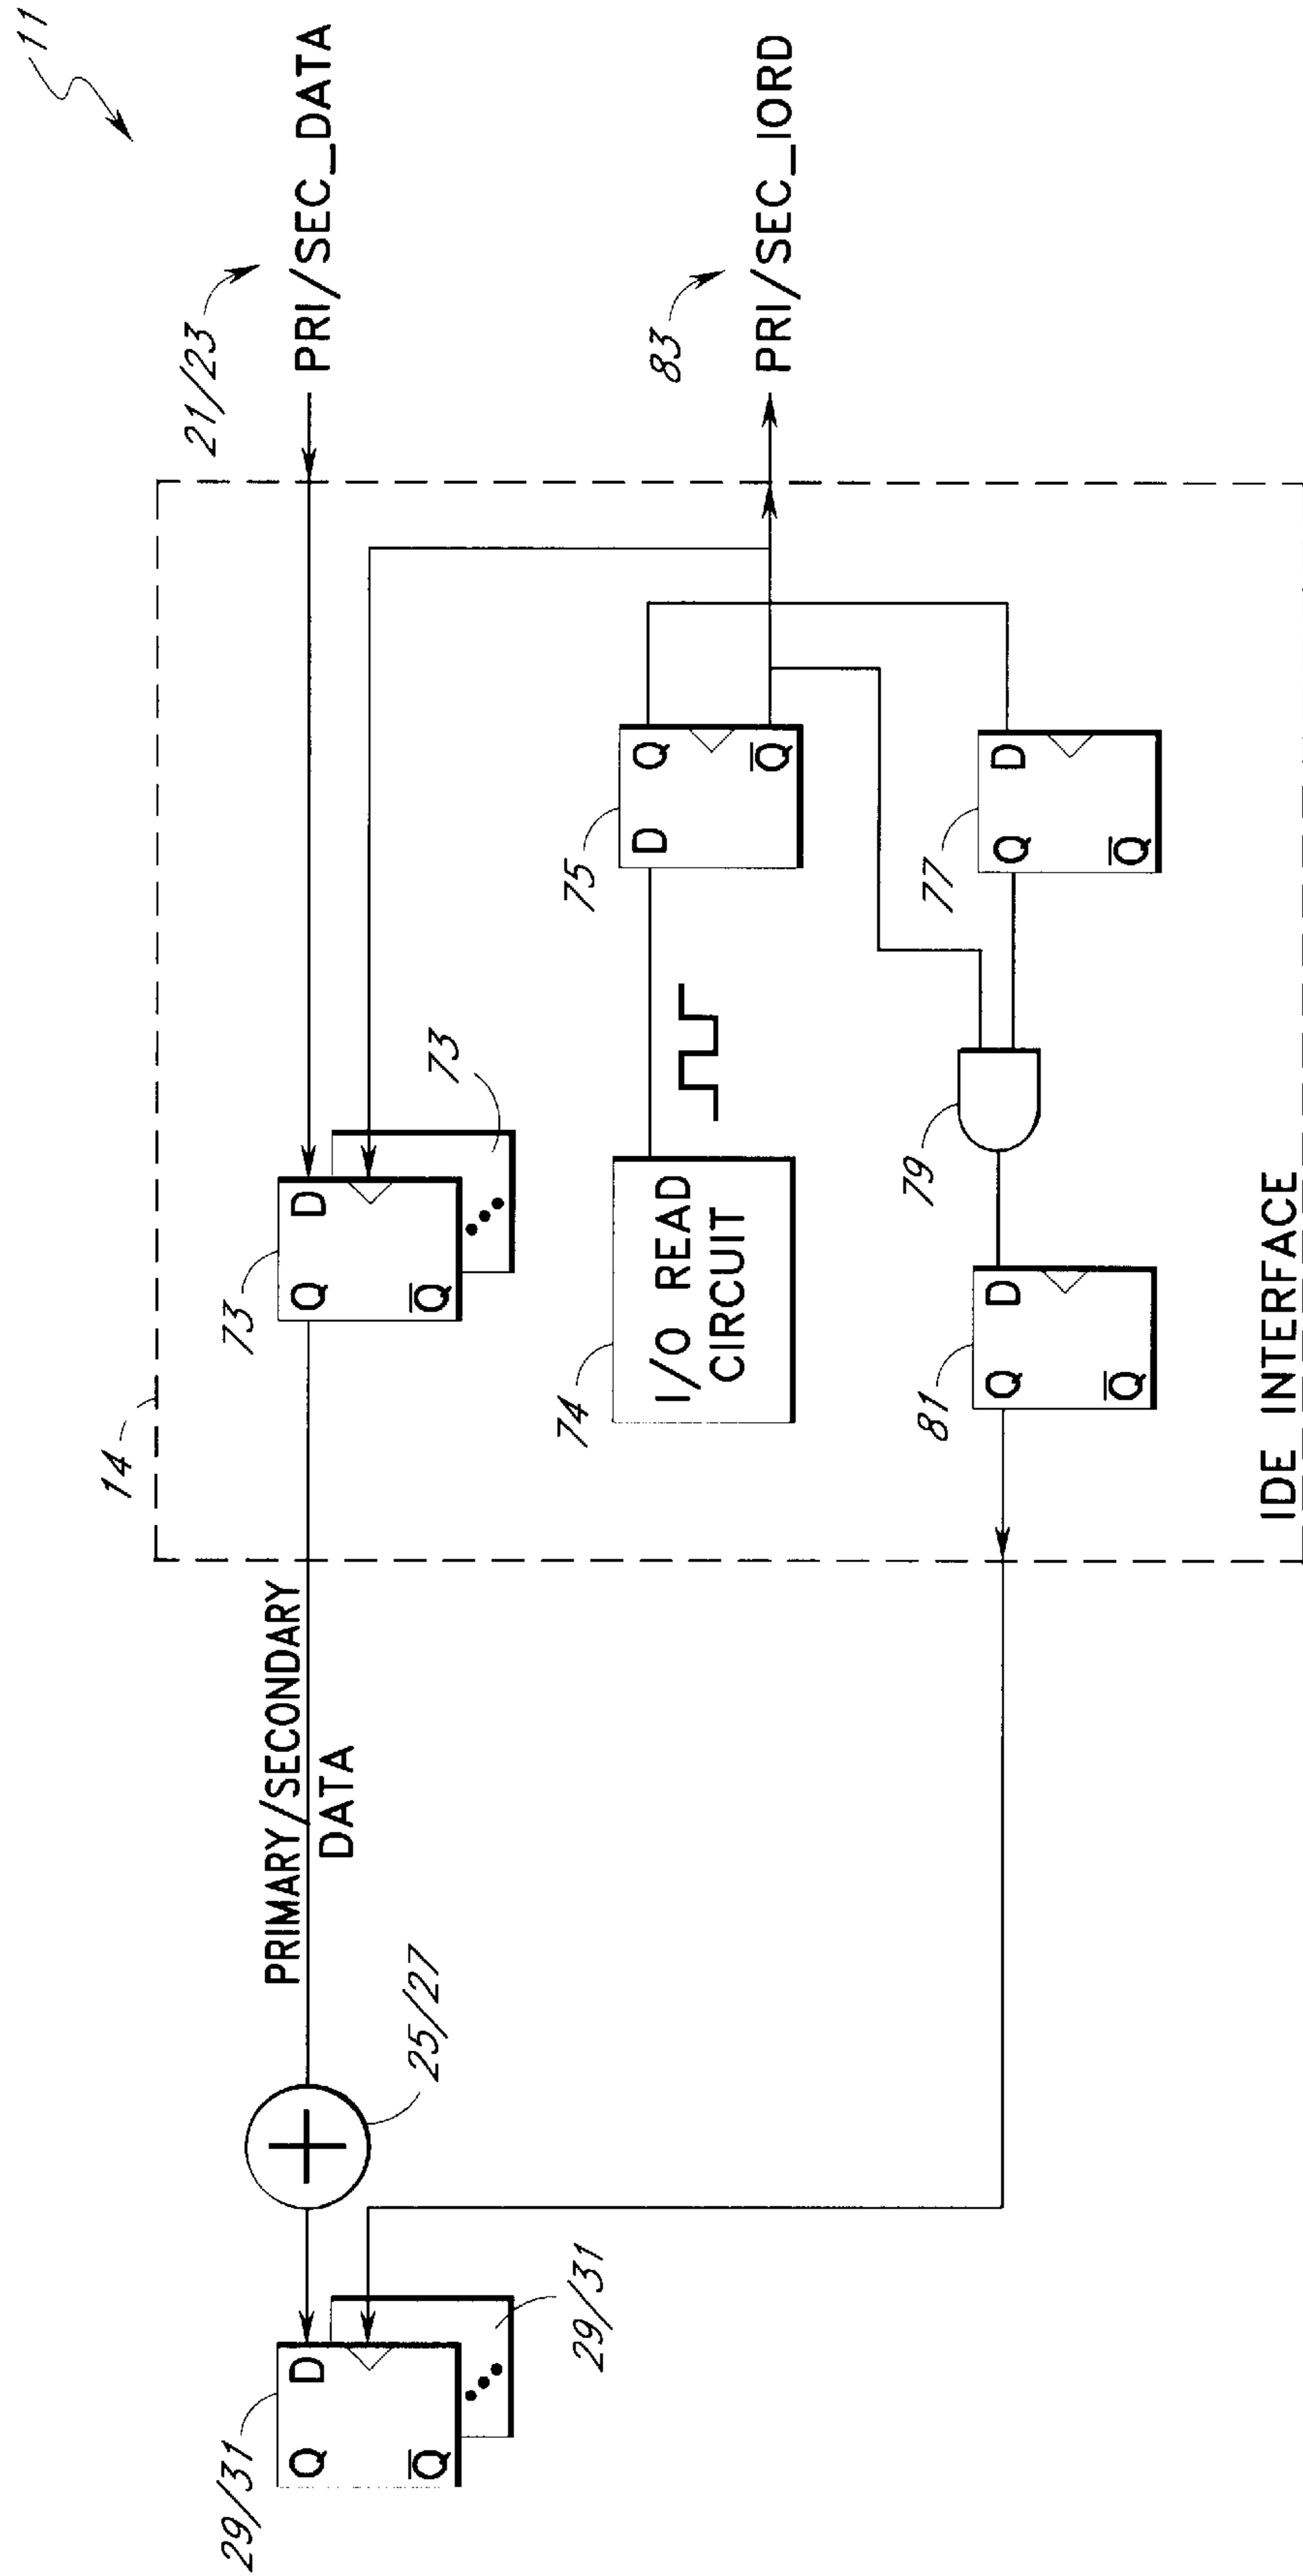 11
21/23
PRI/SEC_DATA
83
PRI/SEC_IORD
14
73
Q
D
Q
73
PRIMARY/SECONDARY
DATA
25/27
29/31
Q
D
Q
29/31
74
I/O READ
CIRCUIT
75
D
Q
Q
77
Q
D
Q
79
81
Q
D
Q
IDE INTERFACE